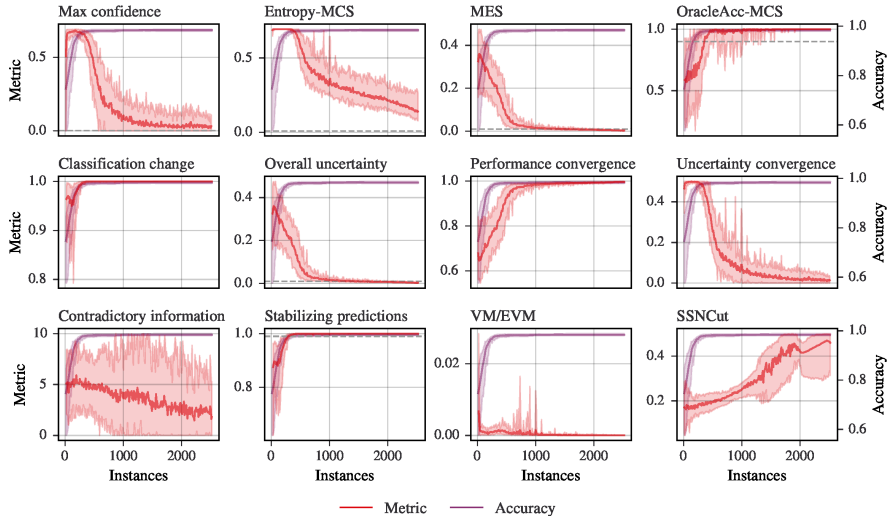 Max confidence Entropy-MCS MES OracleAcc-MCS
Metric 0.5 0.0 0.5 0.0 0.4 0.2 0.0 1.0 0.5 1.0 0.8 0.6 Accuracy
Classification change Overall uncertainty Performance convergence Uncertainty convergence
Metric 1.0 0.9 0.8 0.4 0.2 0.0 1.0 0.8 0.6 0.4 0.2 0.0 1.0 0.8 0.6 Accuracy
Contradictory information Stabilizing predictions VM/EVM SSNCut
Metric 10 5 0 1.0 0.8 0.02 0.00 0.4 0.2 1.0 0.8 0.6 Accuracy
0 1000 2000 0 1000 2000 0 1000 2000 0 1000 2000
Instances Instances Instances Instances
Metric Accuracy